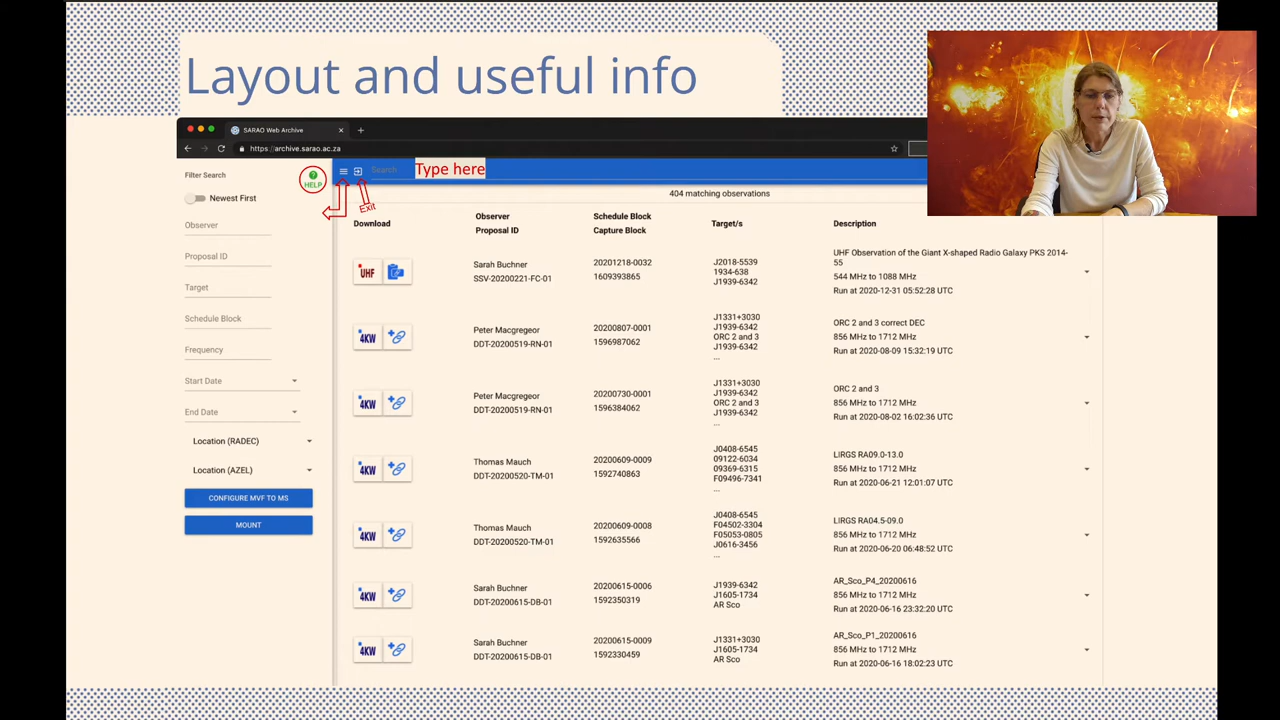 Layout and useful info
SARAO Web Archive
https://archive.sarao.ac.za
Filter Search
HELP
Search
Type here
Exit
Newest First
404 matching observations
Observer
Proposal ID
Target
Schedule Block
Frequency
Start Date
End Date
Location (RADEC)
Location (AZEL)
CONFIGURE MVF TO MS
MOUNT
Download
Observer
Proposal ID
Schedule Block
Capture Block
Target/s
Description
UHF
Sarah Buchner
SSV-20200221-FC-01
20201218-0032
1609393865
J2018-5539
1934-638
J1939-6342
UHF Observation of the Giant X-shaped Radio Galaxy PKS 2014-
55
544 MHz to 1088 MHz
Run at 2020-12-31 05:52:28 UTC
4KW
Peter Macgregeor
DDT-20200519-RN-01
20200807-0001
1596987062
J1331+3030
J1939-6342
ORC 2 and 3
J1939-6342
...
ORC 2 and 3 correct DEC
856 MHz to 1712 MHz
Run at 2020-08-09 15:32:19 UTC
4KW
Peter Macgregeor
DDT-20200519-RN-01
20200730-0001
1596384062
J1331+3030
J1939-6342
ORC 2 and 3
J1939-6342
...
ORC 2 and 3
856 MHz to 1712 MHz
Run at 2020-08-02 16:02:36 UTC
4KW
Thomas Mauch
DDT-20200520-TM-01
20200609-0009
1592740863
J0408-6545
09122-6034
09369-6315
F09496-7341
...
LIRGS RA09.0-13.0
856 MHz to 1712 MHz
Run at 2020-06-21 12:01:07 UTC
4KW
Thomas Mauch
DDT-20200520-TM-01
20200609-0008
1592635566
J0408-6545
F04502-3304
F05053-0805
J0616-3456
...
LIRGS RA04.5-09.0
856 MHz to 1712 MHz
Run at 2020-06-20 06:48:52 UTC
4KW
Sarah Buchner
DDT-20200615-DB-01
20200615-0006
1592350319
J1939-6342
J1605-1734
AR Sco
AR_Sco_P4_20200616
856 MHz to 1712 MHz
Run at 2020-06-16 23:32:20 UTC
4KW
Sarah Buchner
DDT-20200615-DB-01
20200615-0009
1592330459
J1331+3030
J1605-1734
AR Sco
AR_Sco_P1_20200616
856 MHz to 1712 MHz
Run at 2020-06-16 18:02:23 UTC